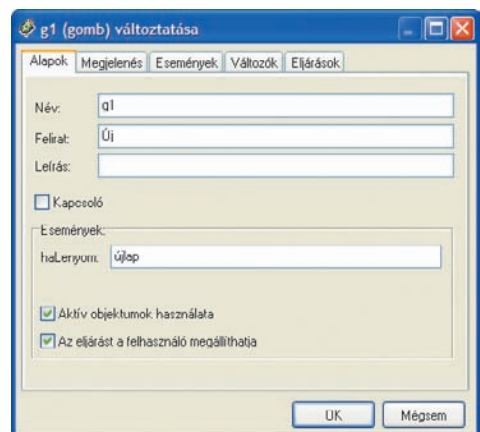 g1 (gomb) változtatása
Alapok Megjelenés Események Változók Eljárások
Név: g1
Felirat: Új
Leírás:
Kapcsoló
Események:
haLenyom: újlap
Aktív objektumok használata
Az eljárást a felhasználó megállíthatja
OK Mégsem